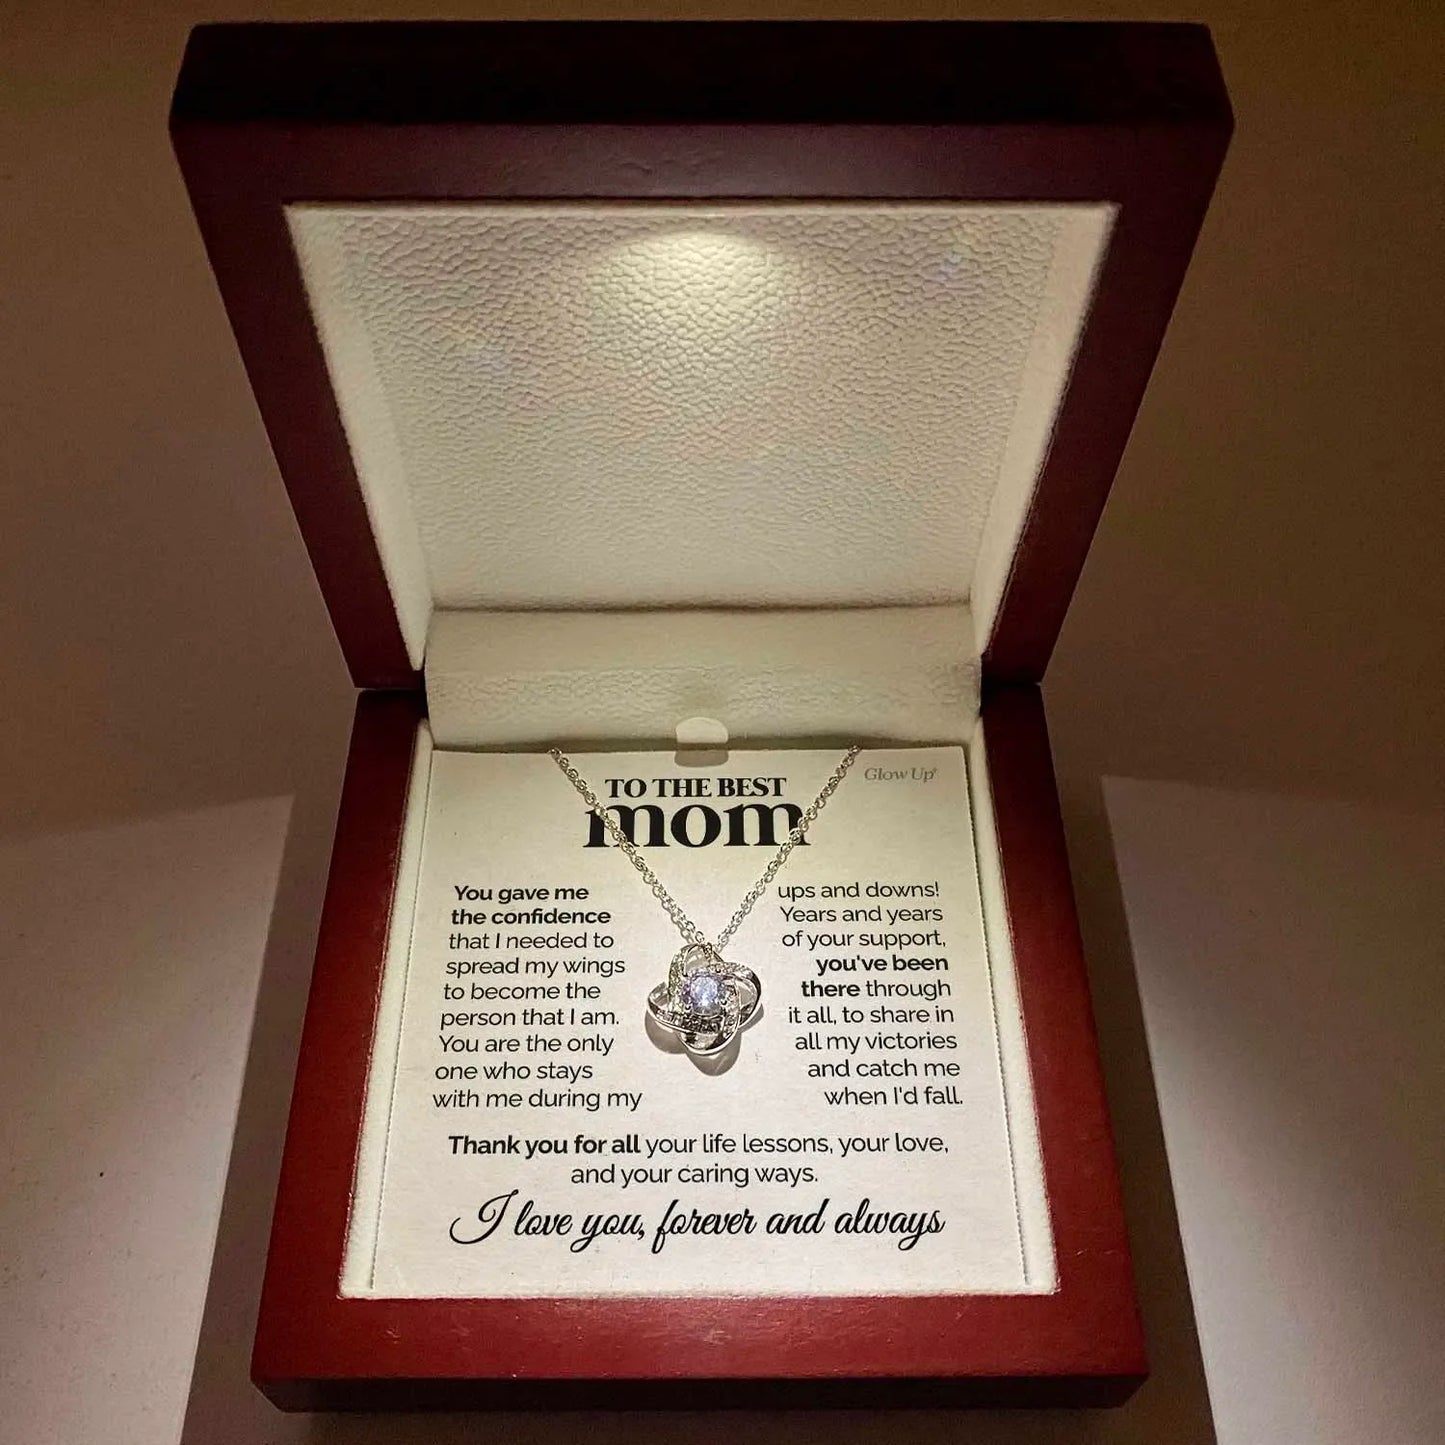 TO THE BEST
mom
Glow Up®
You gave me
the confidence
that I needed to
spread my wings
to become the
person that I am.
You are the only
one who stays
with me during my
ups and downs!
Years and years
of your support,
you've been
there through
it all, to share in
all my victories
and catch me
when I'd fall.
Thank you for all your life lessons, your love,
and your caring ways.
I love you, forever and always